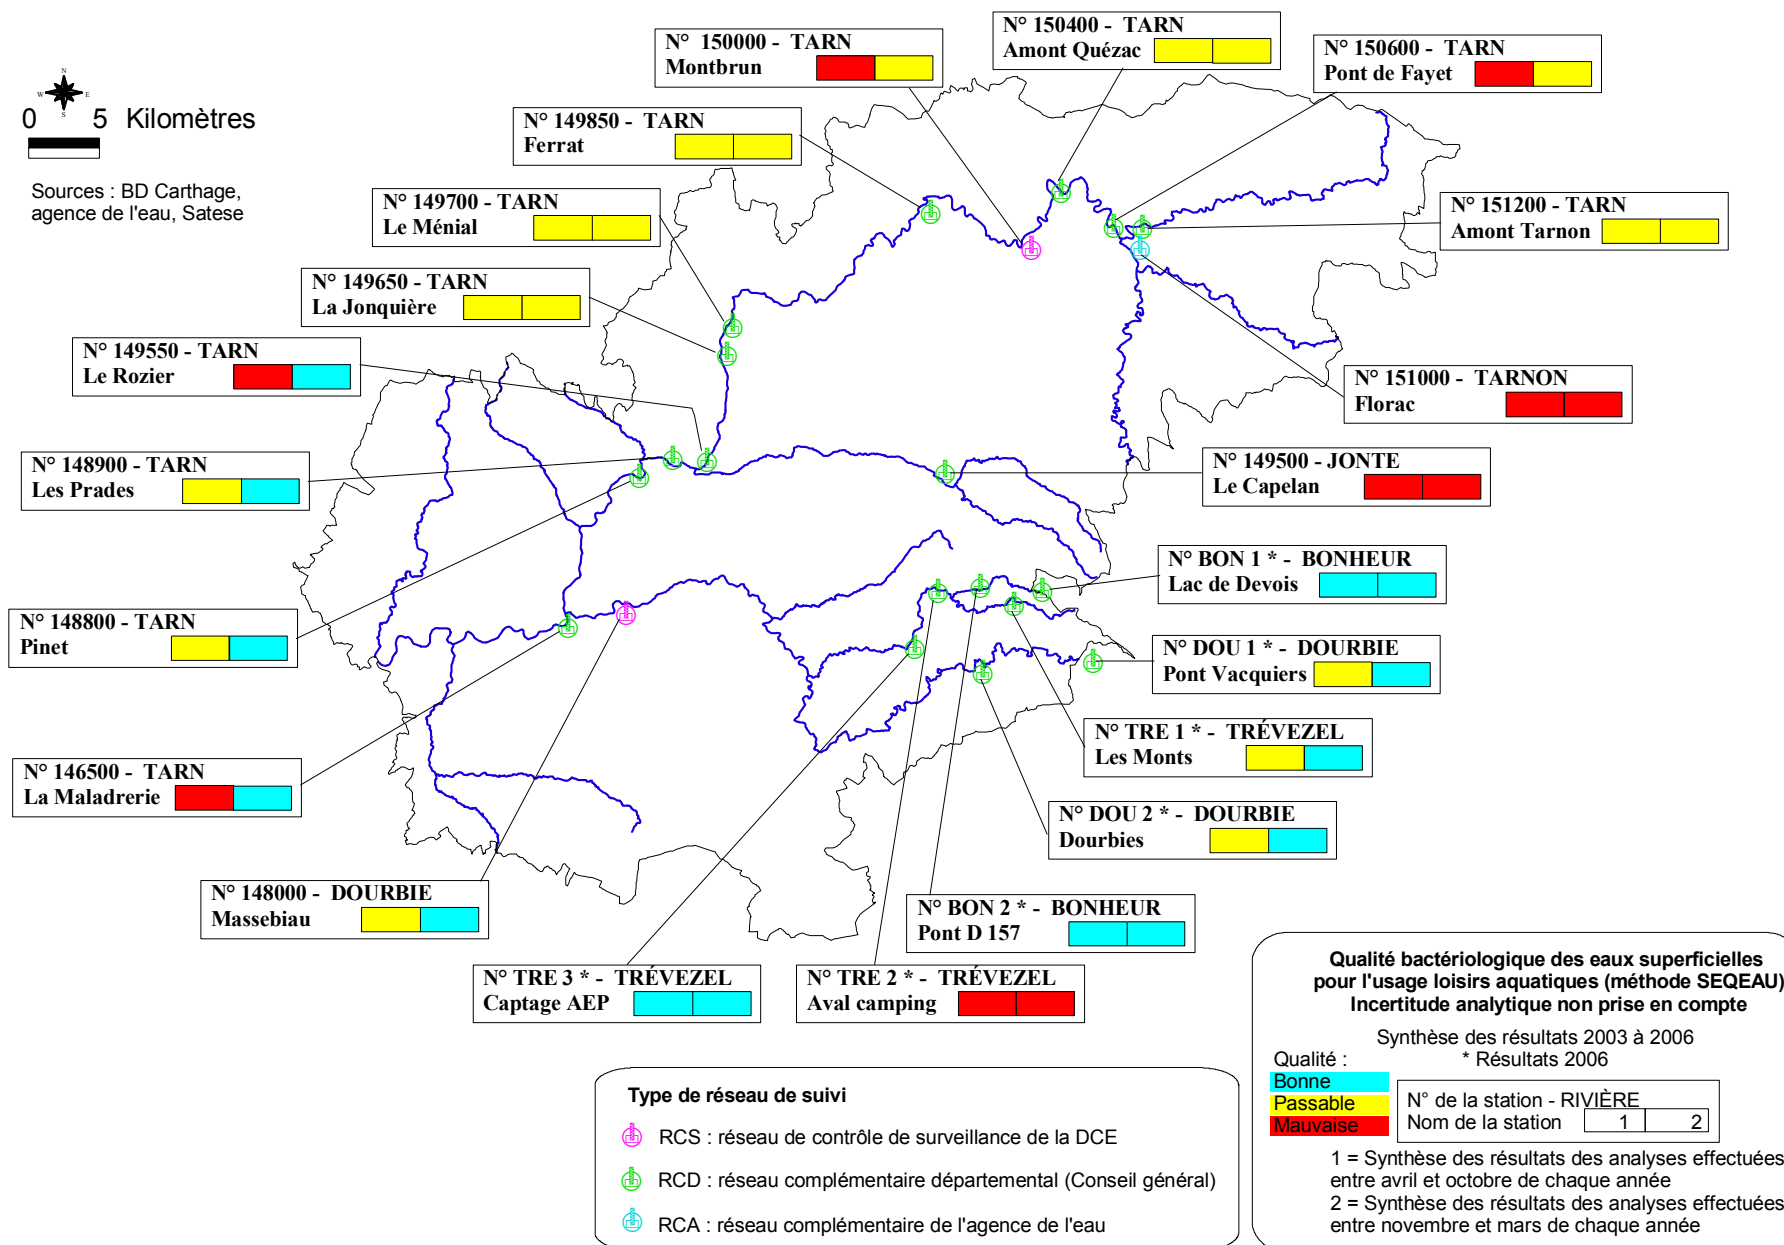 N° 150000 - TARN
Montbrun
N° 150400 - TARN
Amont Quézac
N° 150600 - TARN
Pont de Fayet
N
W E
S
0 5 Kilomètres
Sources : BD Carthage,
agence de l'eau, Satese
N° 149850 - TARN
Ferrat
N° 149700 - TARN
Le Ménial
N° 151200 - TARN
Amont Tarnon
N° 149650 - TARN
La Jonquière
N° 149550 - TARN
Le Rozier
N° 151000 - TARNON
Florac
N° 148900 - TARN
Les Prades
N° 149500 - JONTE
Le Capelan
N° BON 1 * - BONHEUR
Lac de Devois
N° 148800 - TARN
Pinet
N° DOU 1 * - DOURBIE
Pont Vacquiers
N° TRE 1 * - TRÉVEZEL
Les Monts
N° 146500 - TARN
La Maladrerie
N° DOU 2 * - DOURBIE
Dourbies
N° 148000 - DOURBIE
Massebiau
N° BON 2 * - BONHEUR
Pont D 157
N° TRE 3 * - TRÉVEZEL
Captage AEP
N° TRE 2 * - TRÉVEZEL
Aval camping
Type de réseau de suivi
RCS : réseau de contrôle de surveillance de la DCE
RCD : réseau complémentaire départemental (Conseil général)
RCA : réseau complémentaire de l'agence de l'eau
Qualité bactériologique des eaux superficielles
pour l'usage loisirs aquatiques (méthode SEQEAU)
Incertitude analytique non prise en compte
Synthèse des résultats 2003 à 2006
* Résultats 2006
Qualité :
Bonne
Passable
Mauvaise
N° de la station - RIVIÈRE
Nom de la station 1 2
1 = Synthèse des résultats des analyses effectuées
entre avril et octobre de chaque année
2 = Synthèse des résultats des analyses effectuées
entre novembre et mars de chaque année